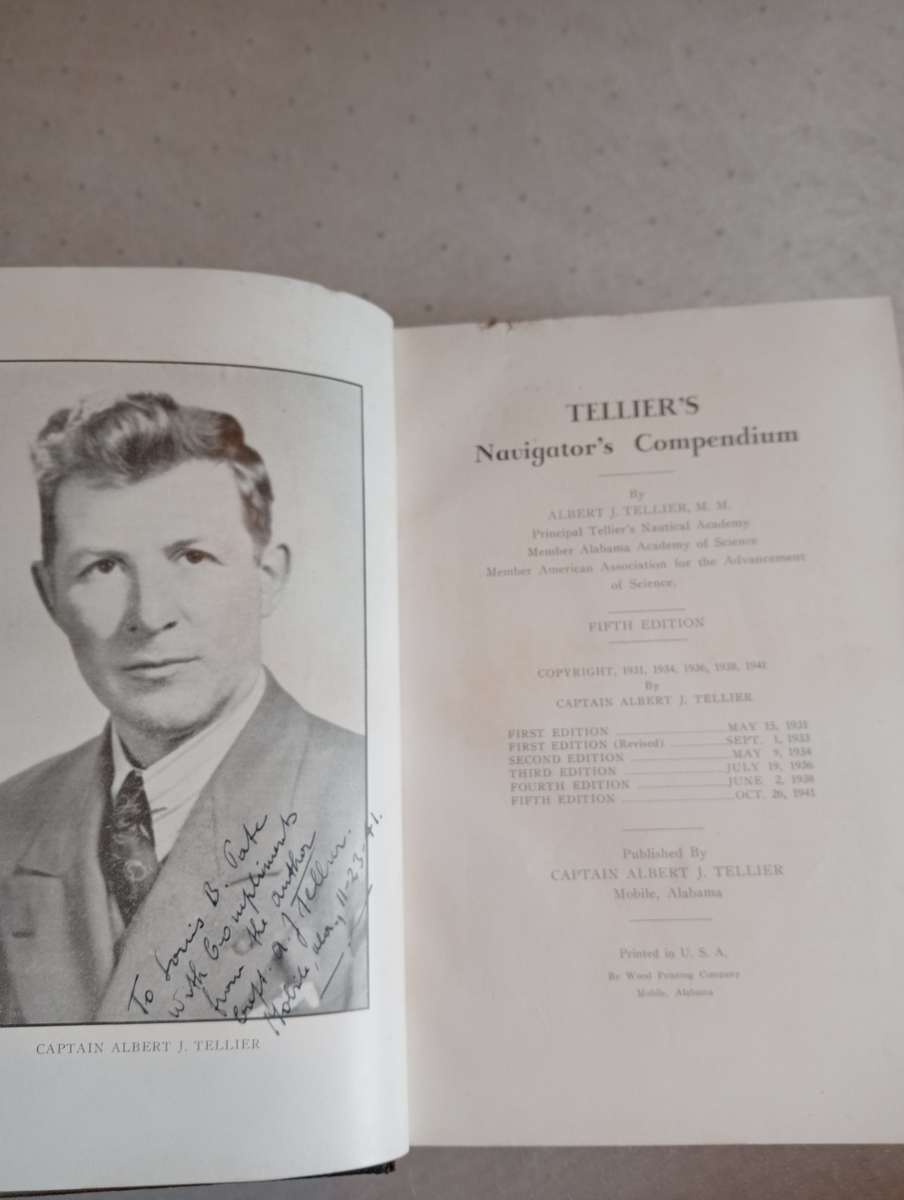 To Louis B. Pate
with Compliments
from the author
Capt. A J Tellier.
Mobile, 11-23-41.
CAPTAIN ALBERT J. TELLIER
TELLIER'S
Navigator's Compendium
By
ALBERT J. TELLIER, M. M.
Principal Tellier's Nautical Academy
Member Alabama Academy of Science
Member American Association for the Advancement
of Science.
FIFTH EDITION
COPYRIGHT, 1931, 1934, 1936, 1938, 1941
By
CAPTAIN ALBERT J. TELLIER
FIRST EDITION MAY 15, 1931
FIRST EDITION (Revised) SEPT. 1, 1933
SECOND EDITION MAY 9, 1934
THIRD EDITION JULY 19, 1936
FOURTH EDITION JUNE 2, 1938
FIFTH EDITION OCT. 26, 1941
Published By
CAPTAIN ALBERT J. TELLIER
Mobile, Alabama
Printed in U. S. A.
By Wood Printing Company
Mobile, Alabama